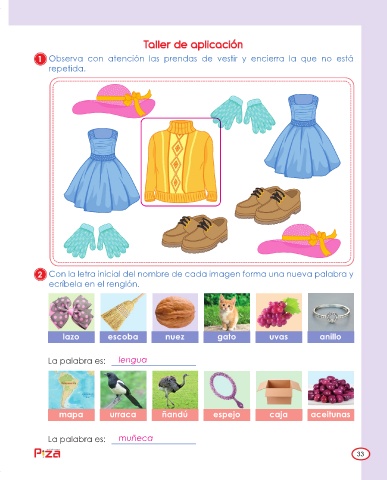 Taller de aplicación
1 Observa con atención las prendas de vestir y encierra la que no está
repetida.
2 Con la letra inicial del nombre de cada imagen forma una nueva palabra y
ecríbela en el renglón.
lazo escoba nuez gato uvas anillo
La palabra es: lengua
mapa urraca ñandú espejo caja aceitunas
La palabra es: muñeca
Pza
33